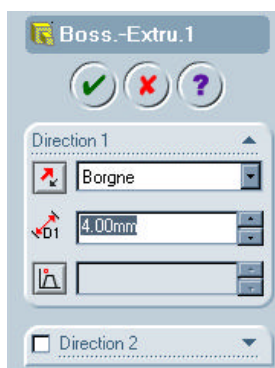 Boss.-Extru.1
?
Direction 1
Borgne
D1 4.00mm
Direction 2